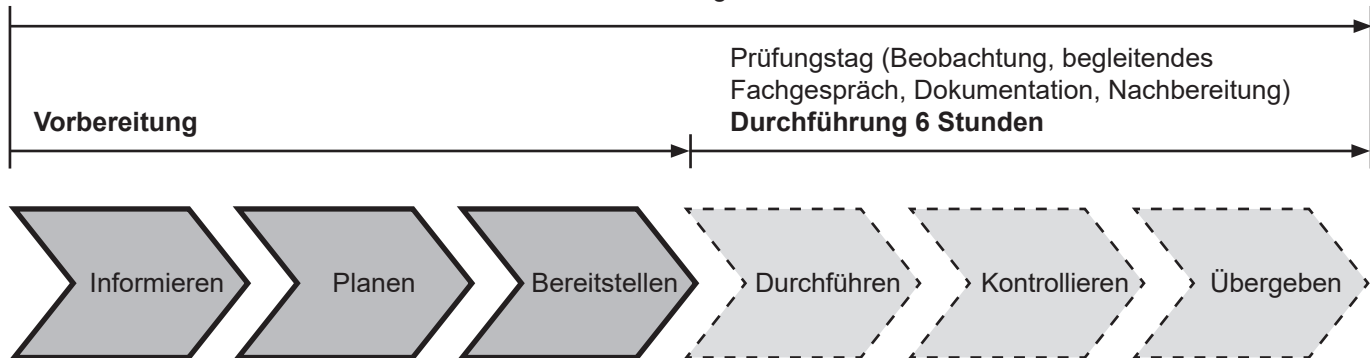 Prüfungstag (Beobachtung, begleitendes
Fachgespräch, Dokumentation, Nachbereitung)
Vorbereitung
Durchführung 6 Stunden
Informieren
Planen
Bereitstellen
Durchführen
Kontrollieren
Übergeben